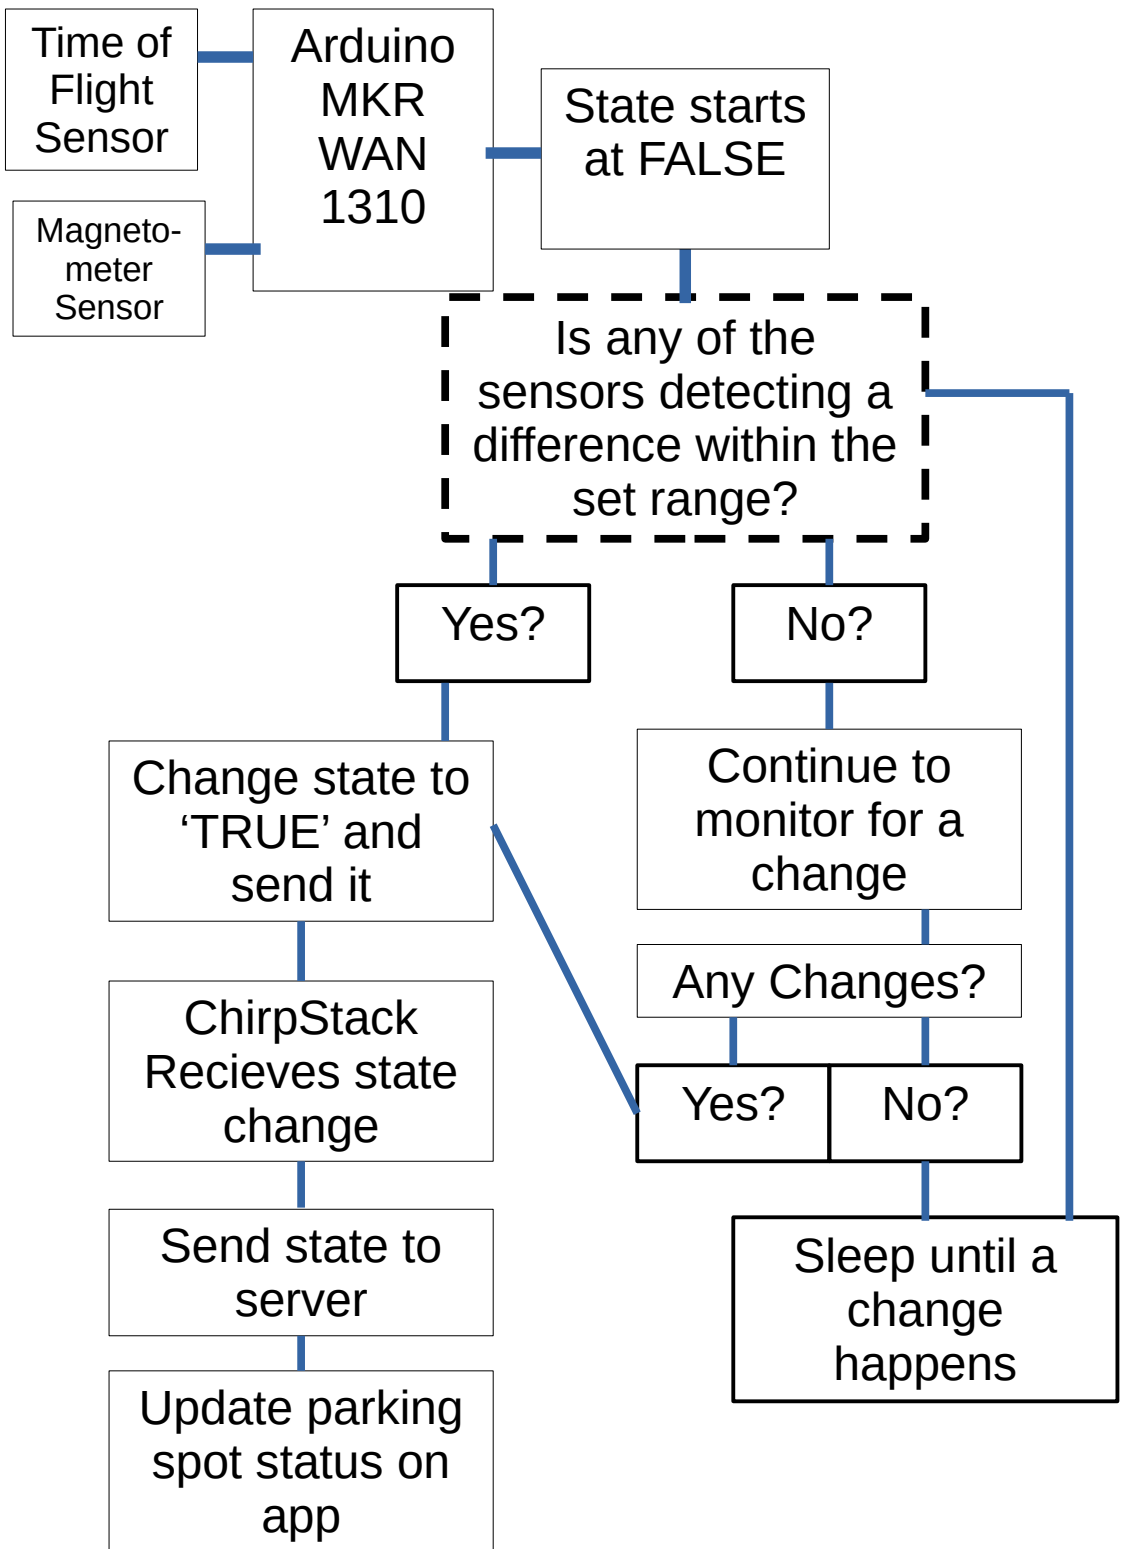 Time of
Flight
Sensor
Arduino
MKR
WAN
1310
State starts
at FALSE
Magneto-
meter
Sensor
Is any of the
sensors detecting a
difference within the
set range?
Yes?
No?
Change state to
‘TRUE’ and
send it
Continue to
monitor for a
change
Any Changes?
ChirpStack
Recieves state
change
Yes?
No?
Send state to
server
Sleep until a
change
happens
Update parking
spot status on
app